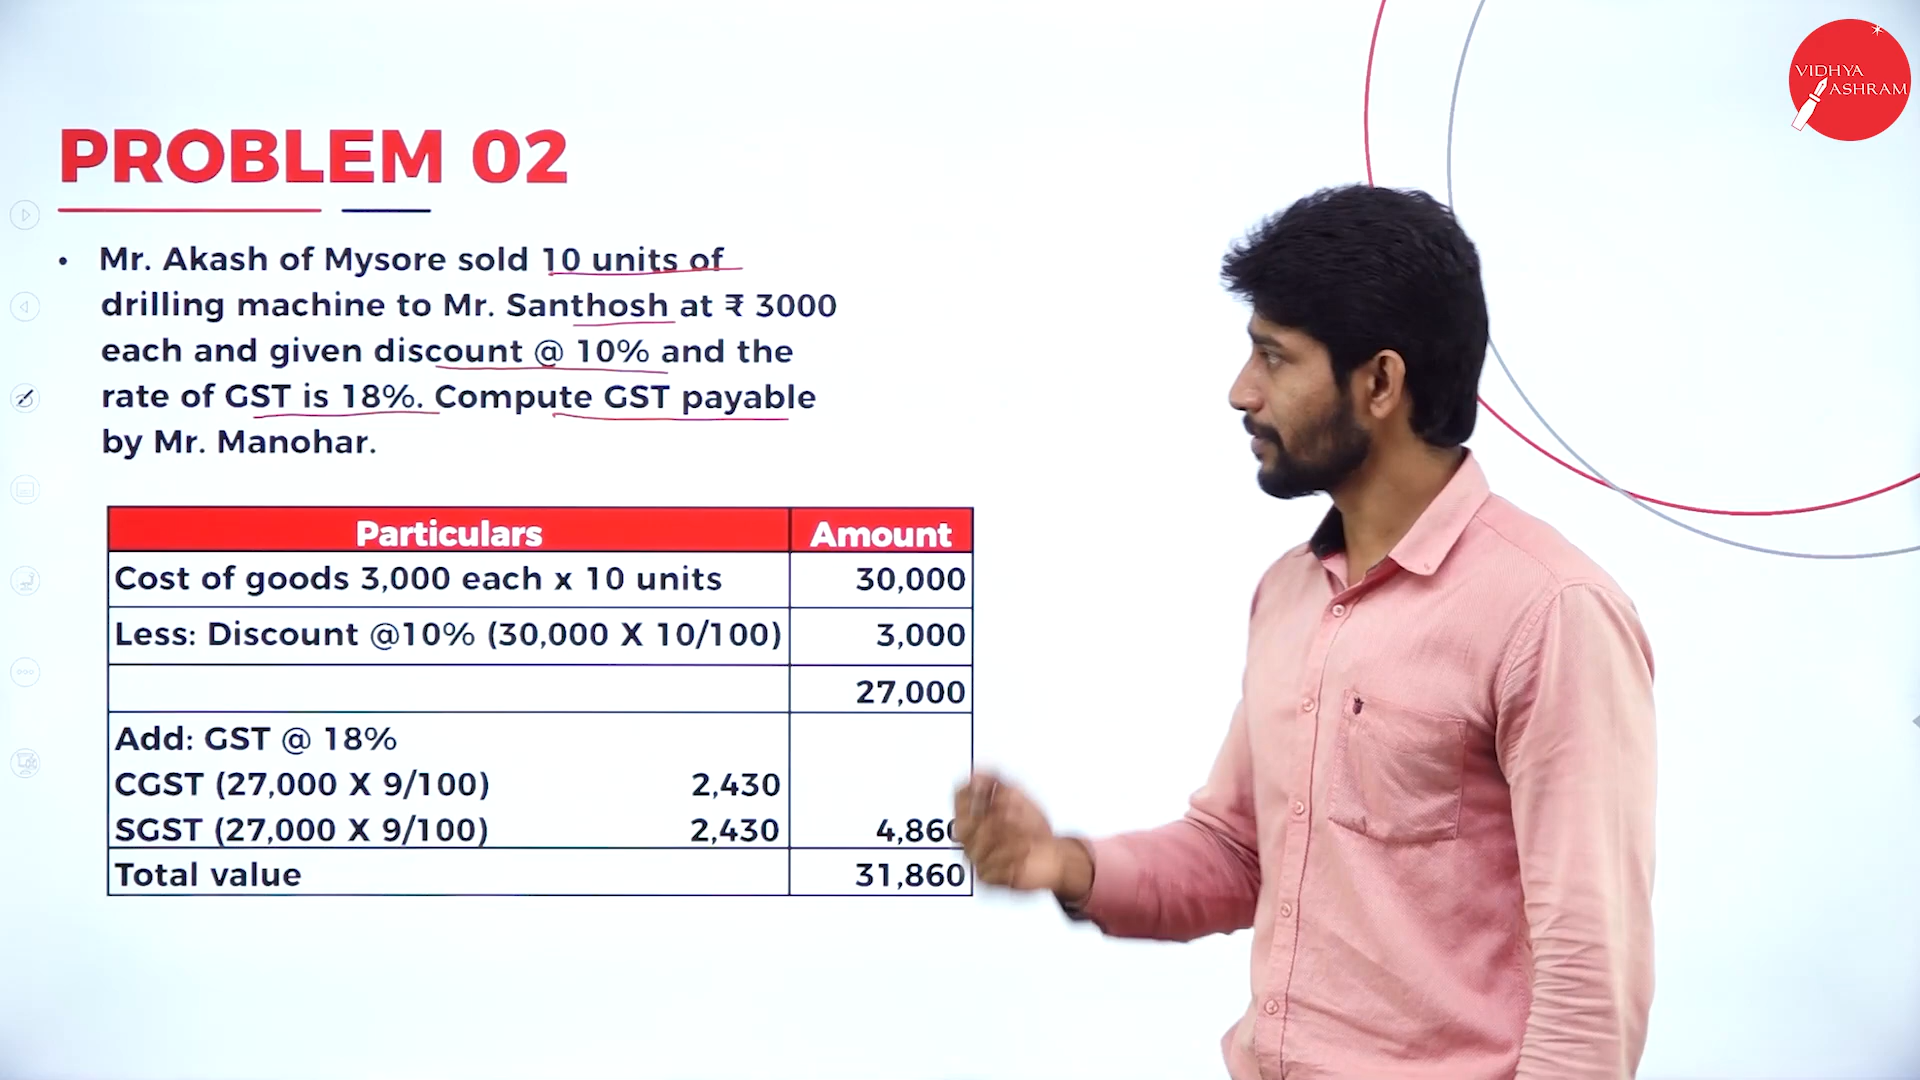 VIDHYA
ASHRAM
PROBLEM 02
• Mr. Akash of Mysore sold 10 units of
drilling machine to Mr. Santhosh at ₹ 3000
each and given discount @ 10% and the
rate of GST is 18%. Compute GST payable
by Mr. Manohar.
Particulars Amount
Cost of goods 3,000 each x 10 units 30,000
Less: Discount @10% (30,000 X 10/100) 3,000
27,000
Add: GST @ 18%
CGST (27,000 X 9/100) 2,430
SGST (27,000 X 9/100) 2,430 4,860
Total value 31,860